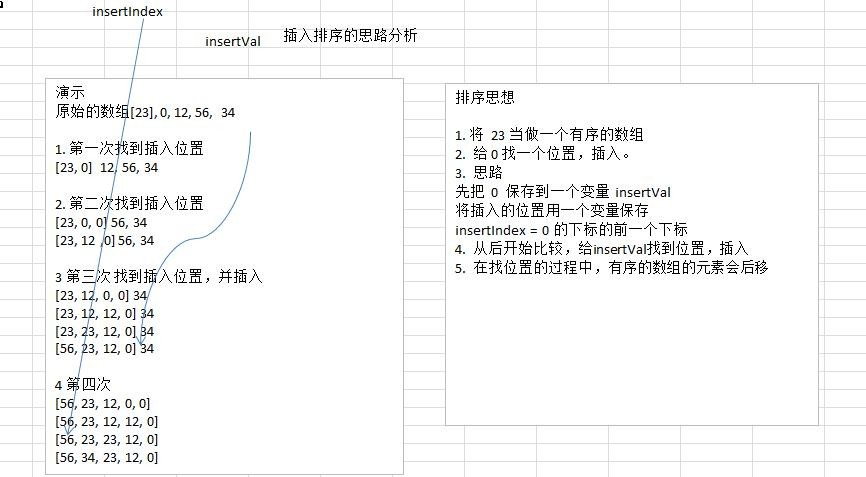 insertIndex
insertVal
插入排序的思路分析
演示
原始的数组[23], 0, 12, 56, 34
1. 第一次找到插入位置
[23, 0] 12, 56, 34
2. 第二次找到插入位置
[23, 0, 0] 56, 34
[23, 12 ,0] 56, 34
3 第三次 找到插入位置，并插入
[23, 12, 0, 0] 34
[23, 12, 12, 0] 34
[23, 23, 12, 0] 34
[56, 23, 12, 0] 34
4 第四次
[56, 23, 12, 0, 0]
[56, 23, 12, 12, 0]
[56, 23, 23, 12, 0]
[56, 34, 23, 12, 0]
排序思想
1. 将 23 当做一个有序的数组
2. 给 0 找一个位置，插入。
3. 思路
先把 0 保存到一个变量 insertVal
将插入的位置用一个变量保存
insertIndex = 0 的下标的前一个下标
4. 从后开始比较，给insertVal找到位置，插入
5. 在找位置的过程中，有序的数组的元素会后移